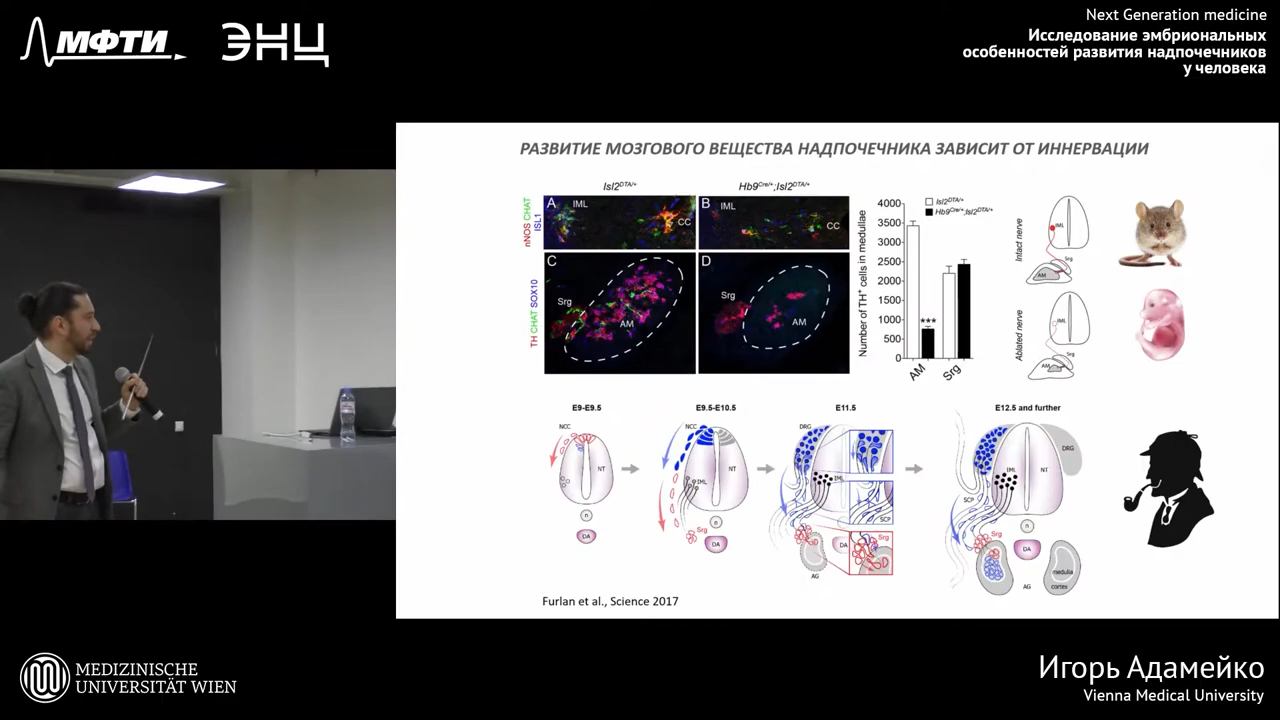 МФТИ
ЭНЦ
Next Generation medicine
Исследование эмбриональных
особенностей развития надпочечников
у человека
РАЗВИТИЕ МОЗГОВОГО ВЕЩЕСТВА НАДПОЧЕЧНИКА ЗАВИСИТ ОТ ИННЕРВАЦИИ
Isl2DTA/+
Hb9Cre/+;Isl2DTA/+
nNOS CHAT
ISL1
A
IML
CC
B
IML
CC
TH CHAT SOX10
C
Srg
AM
D
Srg
AM
Number of TH+ cells in medullae
4000
3500
3000
2500
2000
1500
1000
500
0
Isl2DTA/+
Hb9Cre/+;Isl2DTA/+
***
AM
Srg
Intact nerve
IML
Srg
AM
Ablated nerve
IML
Srg
AM
E9-E9.5
E9.5-E10.5
E11.5
E12.5 and further
NCC
NT
n
DA
NCC
NT
IML
Srg
n
DA
DRG
IML
SCP
DA
Srg
AG
DRG
IML
NT
SCP
n
Srg
DA
medulla
cortex
AG
Furlan et al., Science 2017
MEDIZINISCHE
UNIVERSITÄT WIEN
Игорь Адамейко
Vienna Medical University